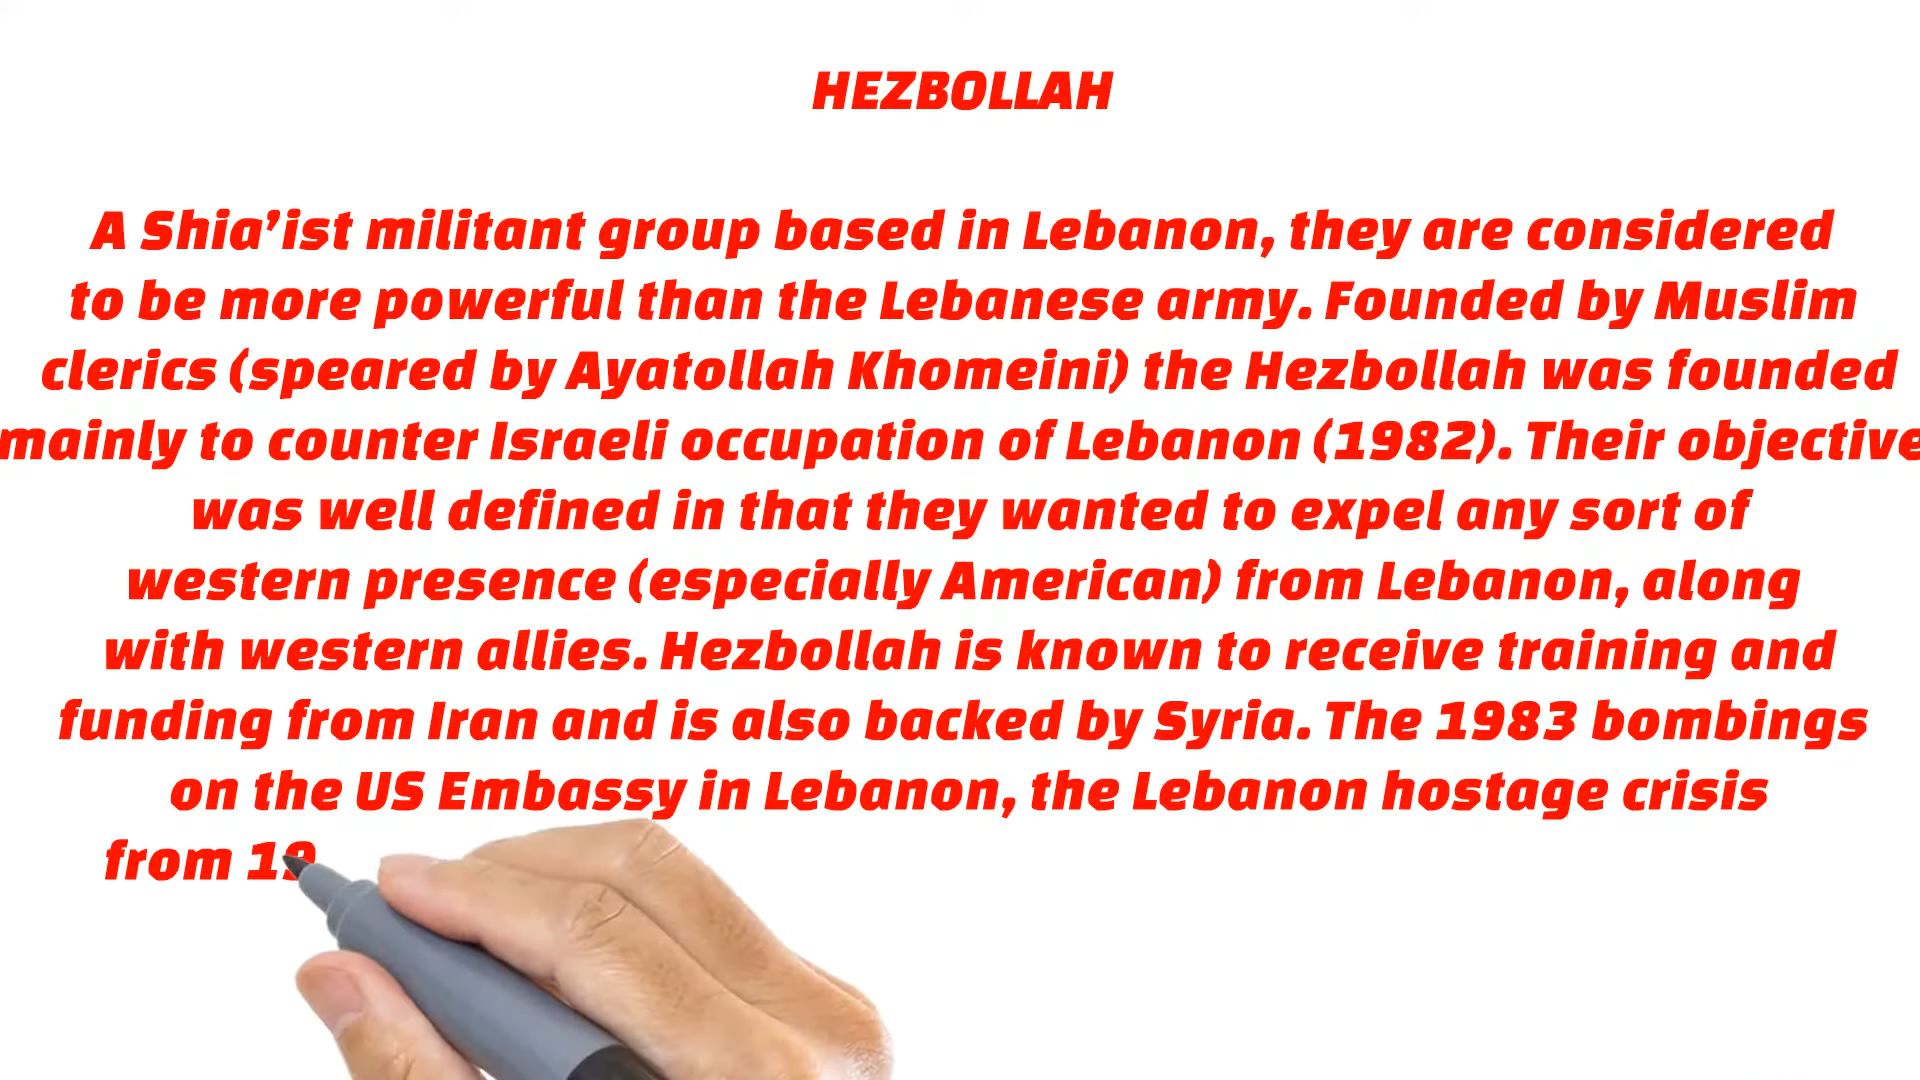 HEZBOLLAH
A Shia’ist militant group based in Lebanon, they are considered
to be more powerful than the Lebanese army. Founded by Muslim
clerics (speared by Ayatollah Khomeini) the Hezbollah was founded
mainly to counter Israeli occupation of Lebanon (1982). Their objective
was well defined in that they wanted to expel any sort of
western presence (especially American) from Lebanon, along
with western allies. Hezbollah is known to receive training and
funding from Iran and is also backed by Syria. The 1983 bombings
on the US Embassy in Lebanon, the Lebanon hostage crisis
from 19